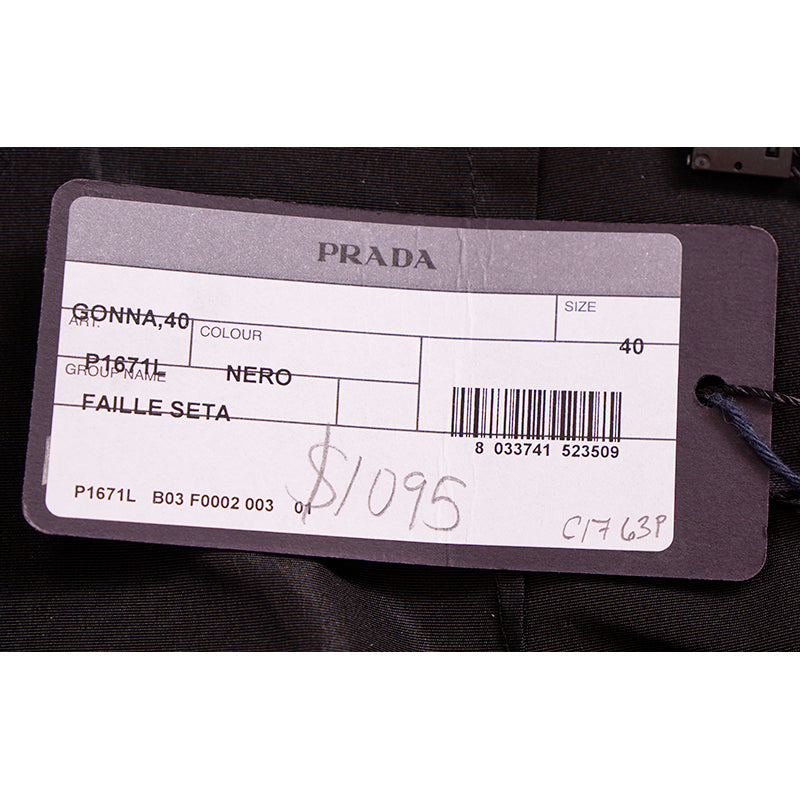 PRADA
GONNA,40
SIZE
ART.
COLOUR
40
P1671L
NERO
GROUP NAME
FAILLE SETA
8 033741 523509
P1671L B03 F0002 003 01
$1095
C1763P